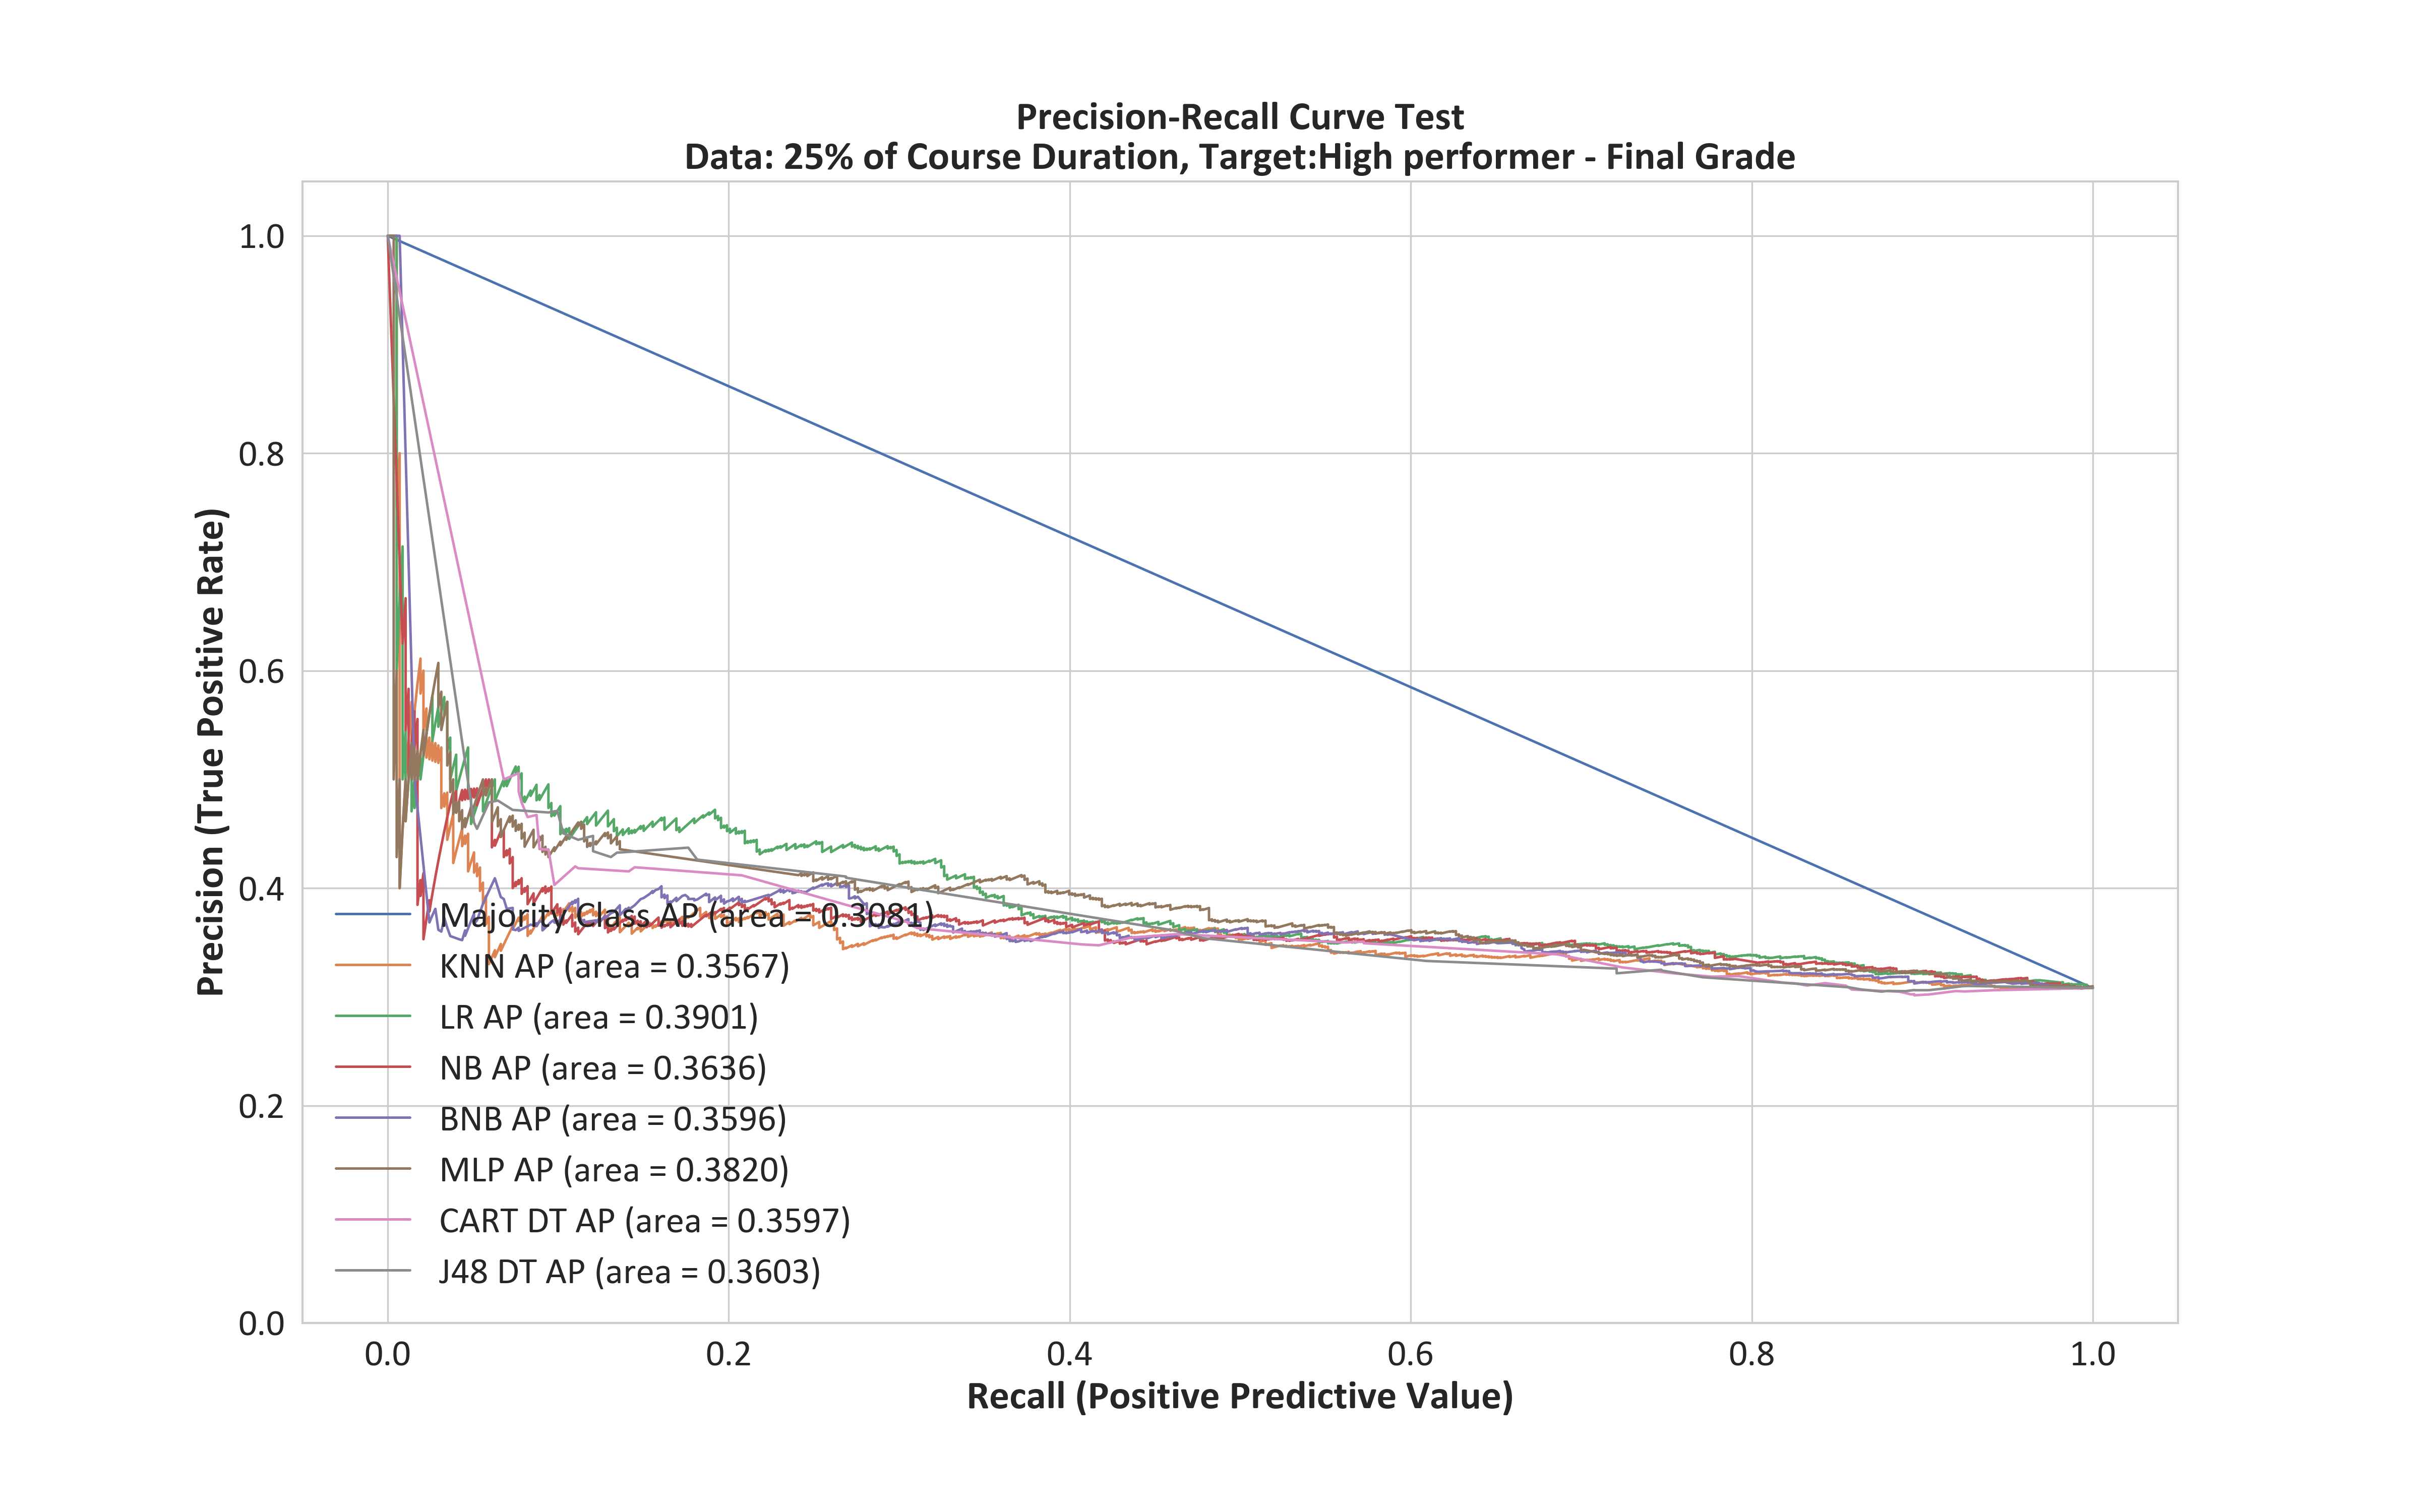 Precision-Recall Curve Test
Data: 25% of Course Duration, Target:High performer - Final Grade
Precision (True Positive Rate)
1.0
0.8
0.6
0.4
0.2
0.0
Majority Class AP (area = 0.3081)
KNN AP (area = 0.3567)
LR AP (area = 0.3901)
NB AP (area = 0.3636)
BNB AP (area = 0.3596)
MLP AP (area = 0.3820)
CART DT AP (area = 0.3597)
J48 DT AP (area = 0.3603)
0.0 0.2 0.4 0.6 0.8 1.0
Recall (Positive Predictive Value)